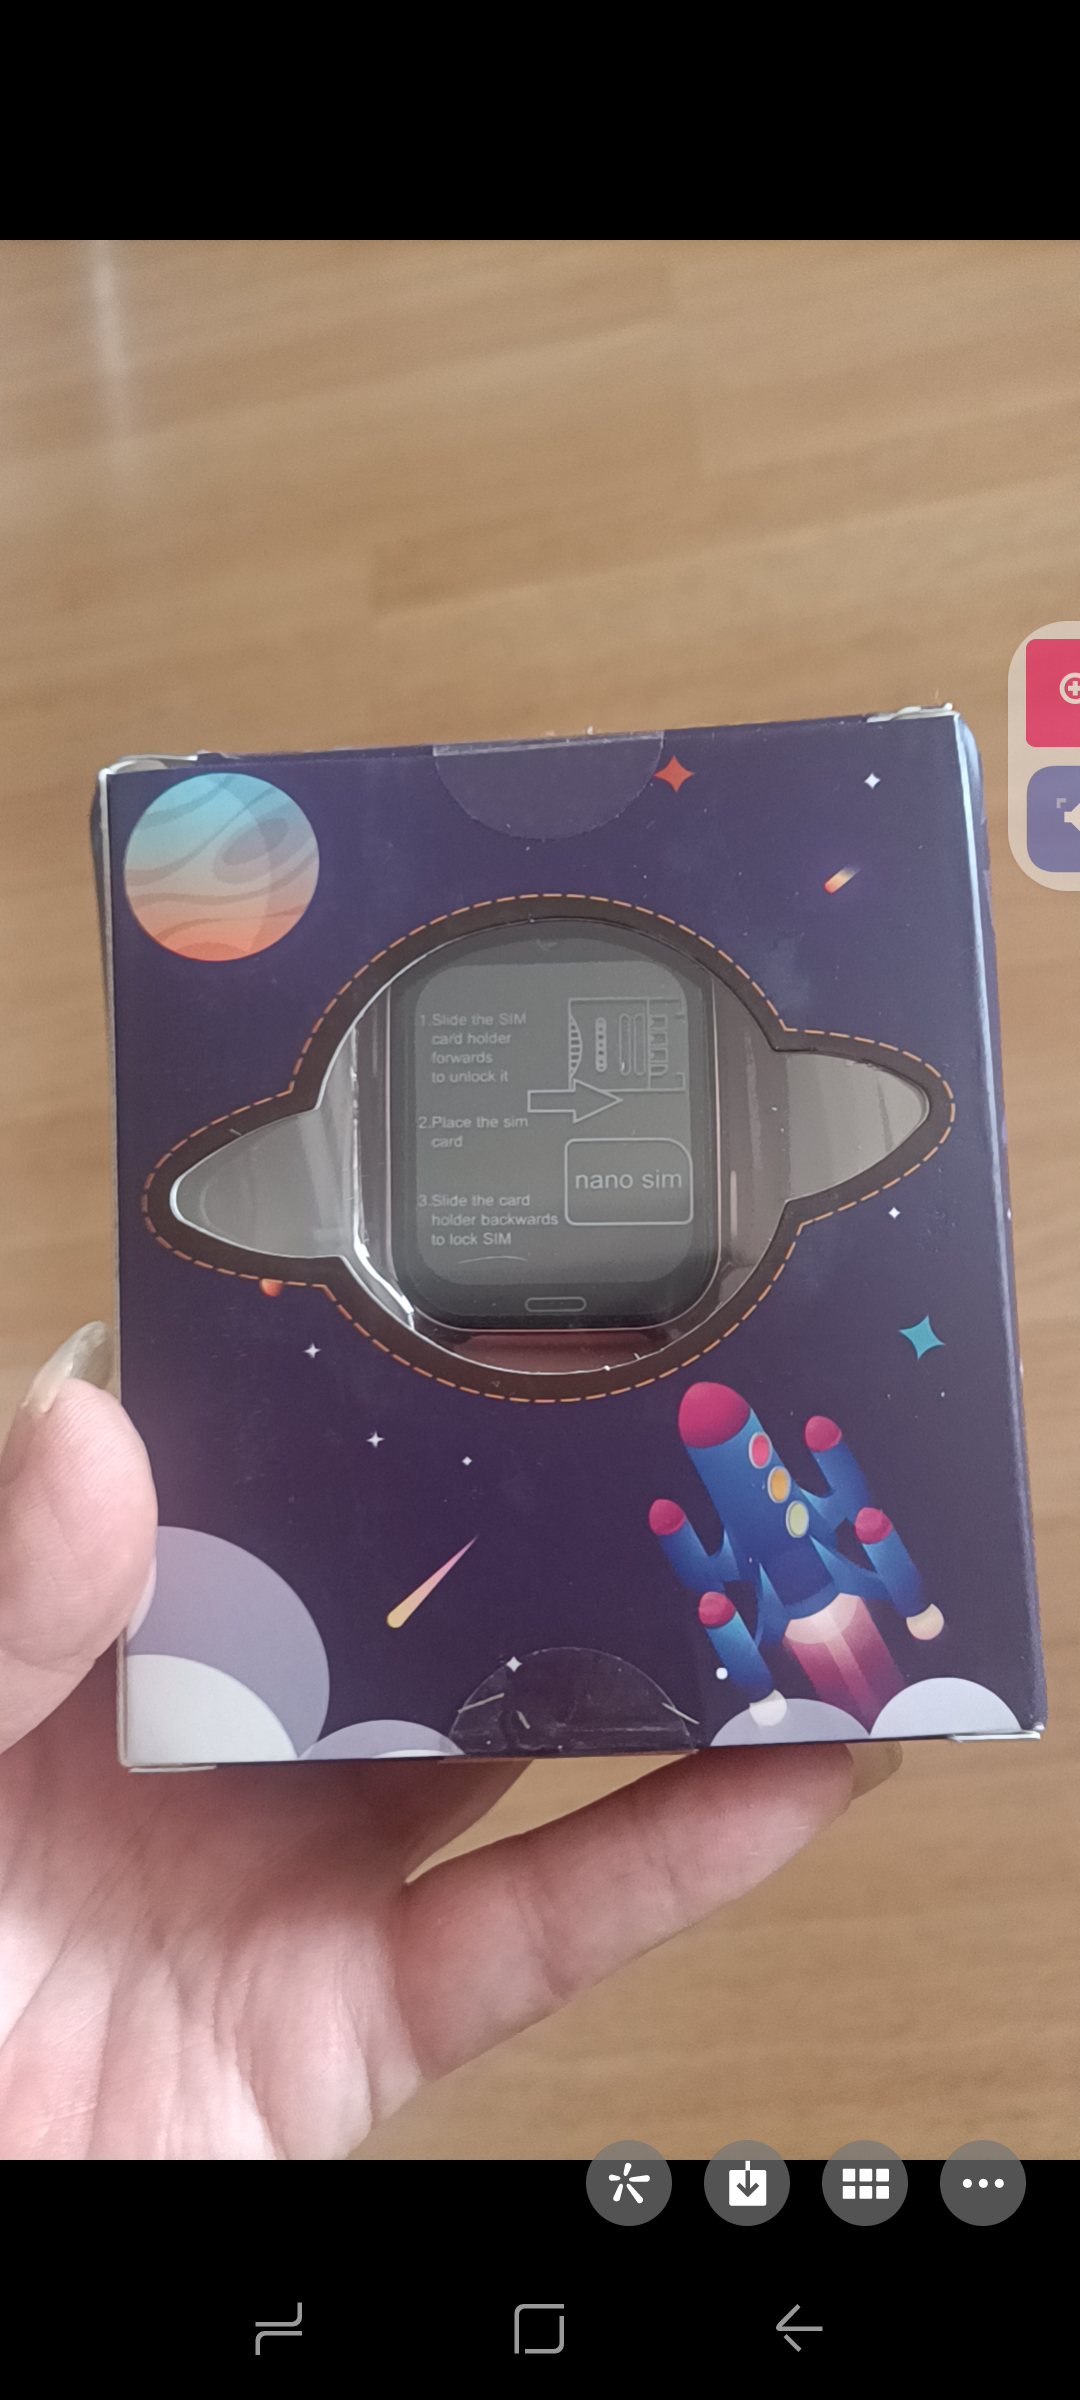 1.Slide the SIM
card holder
forwards
to unlock it
2.Place the sim
card
nano sim
3.Slide the card
holder backwards
to lock SIM